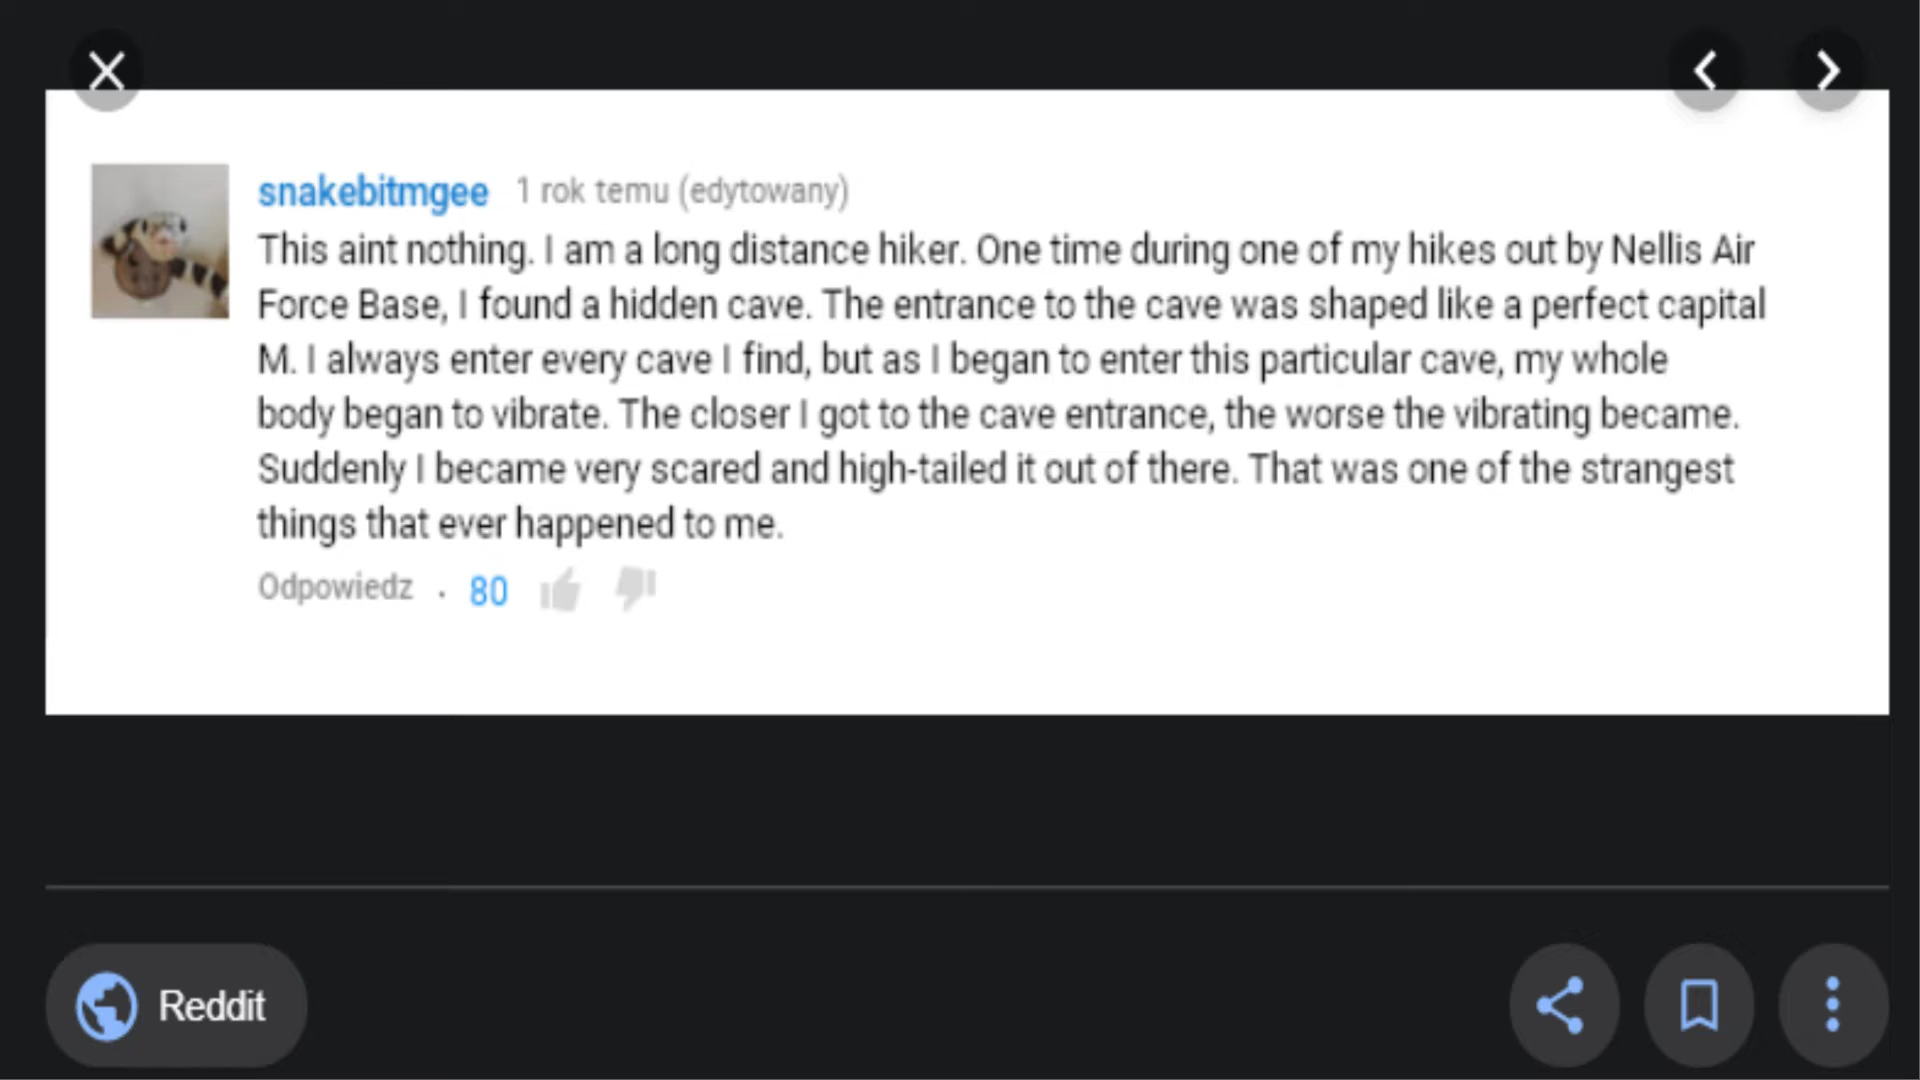 snakebitmgee 1 rok temu (edytowany)
This aint nothing. I am a long distance hiker. One time during one of my hikes out by Nellis Air
Force Base, I found a hidden cave. The entrance to the cave was shaped like a perfect capital
M. I always enter every cave I find, but as I began to enter this particular cave, my whole
body began to vibrate. The closer I got to the cave entrance, the worse the vibrating became.
Suddenly I became very scared and high-tailed it out of there. That was one of the strangest
things that ever happened to me.
Odpowiedz . 80
Reddit